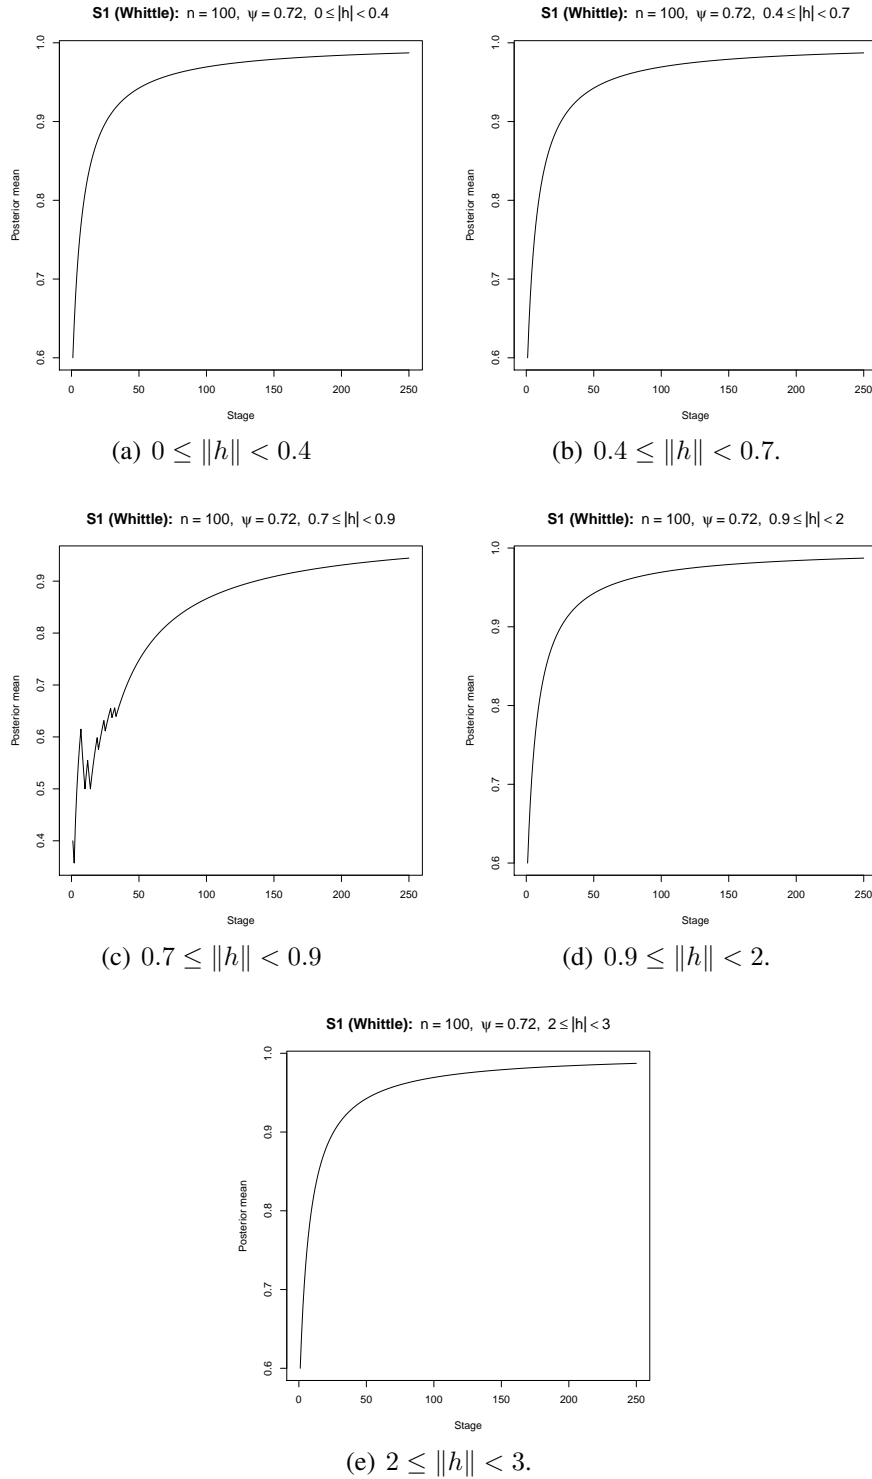 S1 (Whittle): n = 100, ψ = 0.72, 0 ≤ |h| < 0.4
Posterior mean
1.0
0.9
0.8
0.7
0.6
0 50 100 150 200 250
Stage
(a) 0 ≤ ‖h‖ < 0.4
S1 (Whittle): n = 100, ψ = 0.72, 0.4 ≤ |h| < 0.7
Posterior mean
1.0
0.9
0.8
0.7
0.6
0 50 100 150 200 250
Stage
(b) 0.4 ≤ ‖h‖ < 0.7.
S1 (Whittle): n = 100, ψ = 0.72, 0.7 ≤ |h| < 0.9
Posterior mean
0.9
0.8
0.7
0.6
0.5
0.4
0 50 100 150 200 250
Stage
(c) 0.7 ≤ ‖h‖ < 0.9
S1 (Whittle): n = 100, ψ = 0.72, 0.9 ≤ |h| < 2
Posterior mean
1.0
0.9
0.8
0.7
0.6
0 50 100 150 200 250
Stage
(d) 0.9 ≤ ‖h‖ < 2.
S1 (Whittle): n = 100, ψ = 0.72, 2 ≤ |h| < 3
Posterior mean
1.0
0.9
0.8
0.7
0.6
0 50 100 150 200 250
Stage
(e) 2 ≤ ‖h‖ < 3.